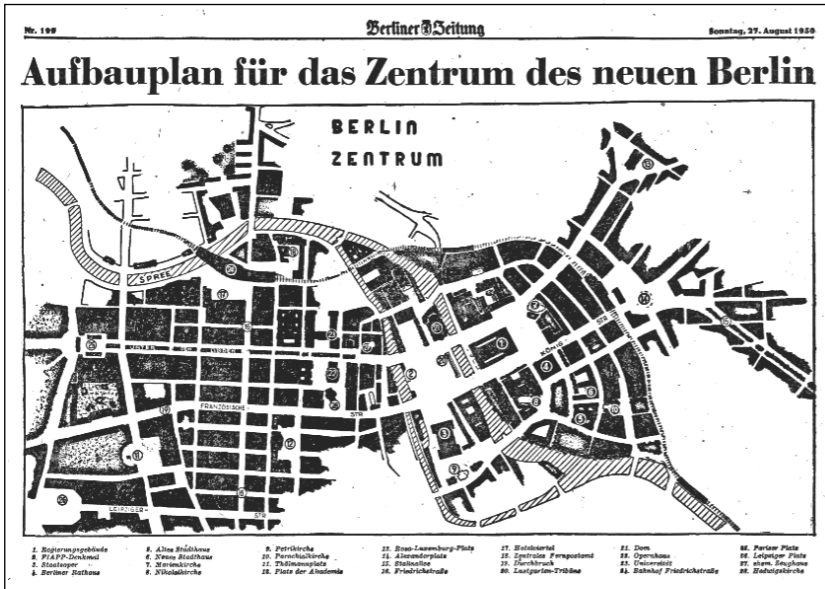 Nr. 199
Berliner Zeitung
Sonntag, 27. August 1950
Aufbauplan für das Zentrum des neuen Berlin
BERLIN
ZENTRUM
SPREE
UNTER DEN LINDEN
KÖNIG-
STR
FRANZÖSISCHE-
STR
LEIPZIGER-
STR
1. Regierungsgebäude
2. FIAPP-Denkmal
3. Staatsoper
4. Berliner Rathaus
5. Altes Stadthaus
6. Neues Stadthaus
7. Marienkirche
8. Nikolaikirche
9. Petrikirche
10. Parochialkirche
11. Thälmannplatz
12. Platz der Akademie
13. Rosa-Luxemburg-Platz
14. Alexanderplatz
15. Stalinallee
16. Friedrichstraße
17. Hotelviertel
18. Zentrales Fernpostamt
19. Durchbruch
20. Lustgarten-Tribüne
21. Dom
22. Opernhaus
23. Universität
24. Bahnhof Friedrichstraße
25. Pariser Platz
26. Leipziger Platz
27. ehem. Zeughaus
28. Hedwigskirche